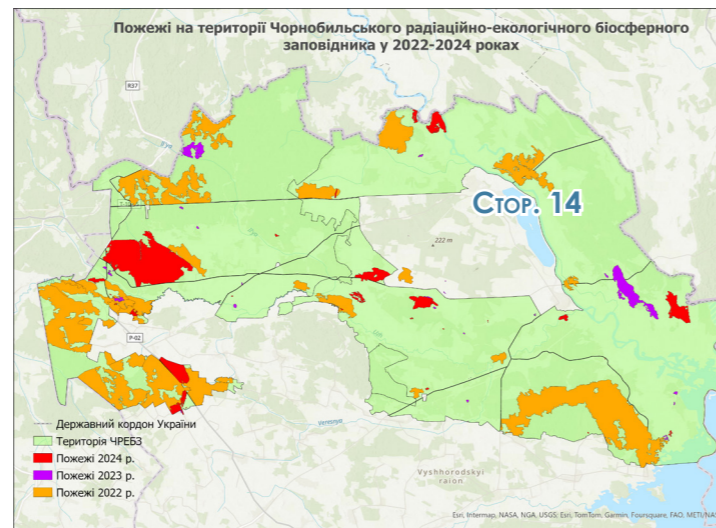 Пожежі на території Чорнобильського радіаційно-екологічного біосферного
заповідника у 2022-2024 роках
R37
Стор. 14
222 m
P-02
Державний кордон України
Територія ЧРЕБЗ
Пожежі 2024 р.
Пожежі 2023 р.
Пожежі 2022 р.
Vyshhorodskyi
raion
Esri, Intermap, NASA, NGA, USGS; Esri, TomTom, Garmin, Foursquare, FAO, METI/NAS